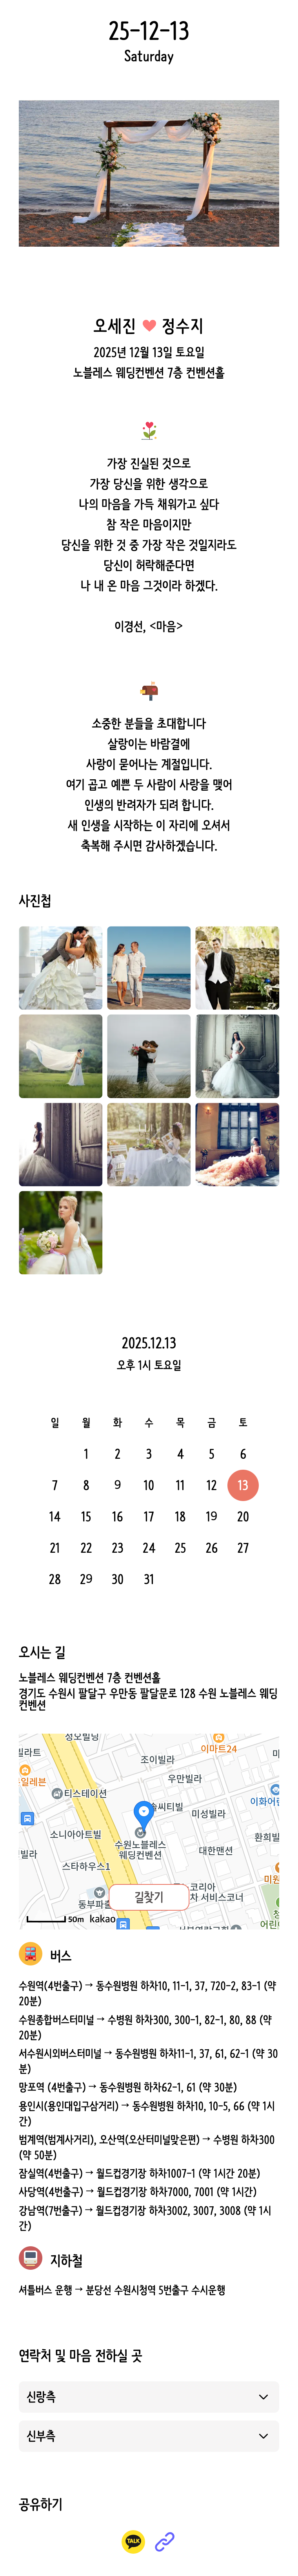 25-12-13
Saturday
오세진 ❤ 정수지
2025년 12월 13일 토요일
노블레스 웨딩컨벤션 7층 컨벤션홀
가장 진실된 것으로
가장 당신을 위한 생각으로
나의 마음을 가득 채워가고 싶다
참 작은 마음이지만
당신을 위한 것 중 가장 작은 것일지라도
당신이 허락해준다면
나 내 온 마음 그것이라 하겠다.
이경선, <마음>
소중한 분들을 초대합니다
살랑이는 바람결에
사랑이 묻어나는 계절입니다.
여기 곱고 예쁜 두 사람이 사랑을 맺어
인생의 반려자가 되려 합니다.
새 인생을 시작하는 이 자리에 오셔서
축복해 주시면 감사하겠습니다.
사진첩
2025.12.13
오후 1시 토요일
일 월 화 수 목 금 토
1 2 3 4 5 6
7 8 9 10 11 12 13
14 15 16 17 18 19 20
21 22 23 24 25 26 27
28 29 30 31
오시는 길
노블레스 웨딩컨벤션 7층 컨벤션홀
경기도 수원시 팔달구 우만동 팔달문로 128 수원 노블레스 웨딩
컨벤션
이마트24
조이빌라
우만빌라
티스테이션
미성빌라
소니아아트빌
수원노블레스
웨딩컨벤션
대한맨션
스타하우스1
길찾기
차 서비스코너
50m kakao
버스
수원역(4번출구) → 동수원병원 하차10, 11-1, 37, 720-2, 83-1 (약
20분)
수원종합버스터미널 → 수병원 하차300, 300-1, 82-1, 80, 88 (약
20분)
서수원시외버스터미널 → 동수원병원 하차11-1, 37, 61, 62-1 (약 30
분)
망포역 (4번출구) → 동수원병원 하차62-1, 61 (약 30분)
용인시(용인대입구삼거리) → 동수원병원 하차10, 10-5, 66 (약 1시
간)
범계역(범계사거리), 오산역(오산터미널맞은편) → 수병원 하차300
(약 50분)
잠실역(4번출구) → 월드컵경기장 하차1007-1 (약 1시간 20분)
사당역(4번출구) → 월드컵경기장 하차7000, 7001 (약 1시간)
강남역(7번출구) → 월드컵경기장 하차3002, 3007, 3008 (약 1시
간)
지하철
셔틀버스 운행 → 분당선 수원시청역 5번출구 수시운행
연락처 및 마음 전하실 곳
신랑측
신부측
공유하기
TALK